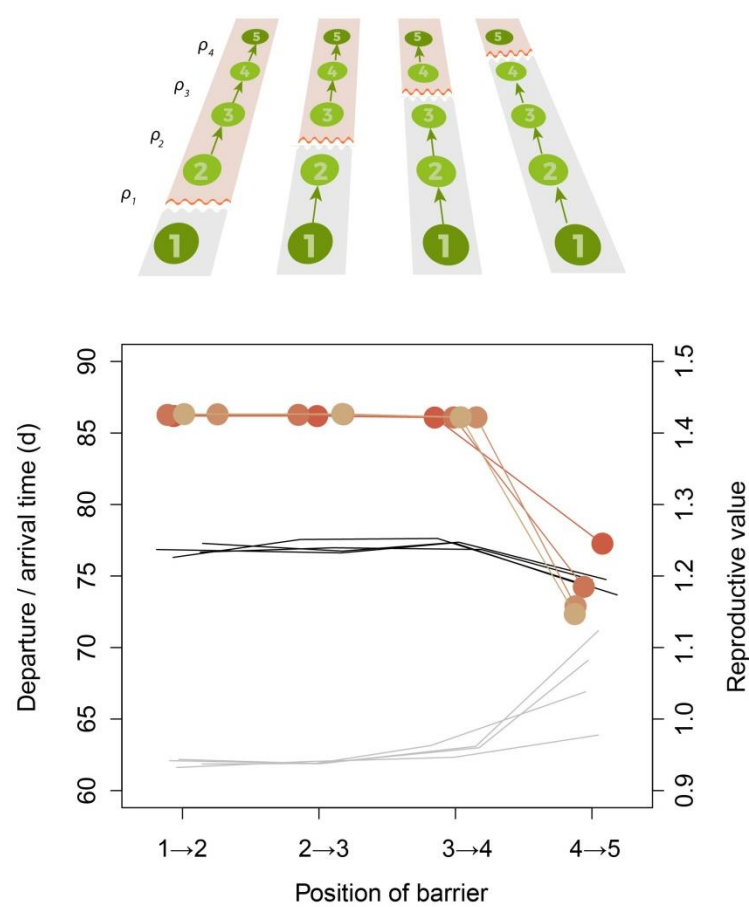 5 5 5 5
ρ4
4 4 4 4
ρ3
3 3 3 3
ρ2
2 2 2 2
ρ1
1 1 1 1
90 1.5
85 1.4
80 1.3
75 1.2
70 1.1
65 1.0
60 0.9
Departure / arrival time (d)
Reproductive value
1→2 2→3 3→4 4→5
Position of barrier